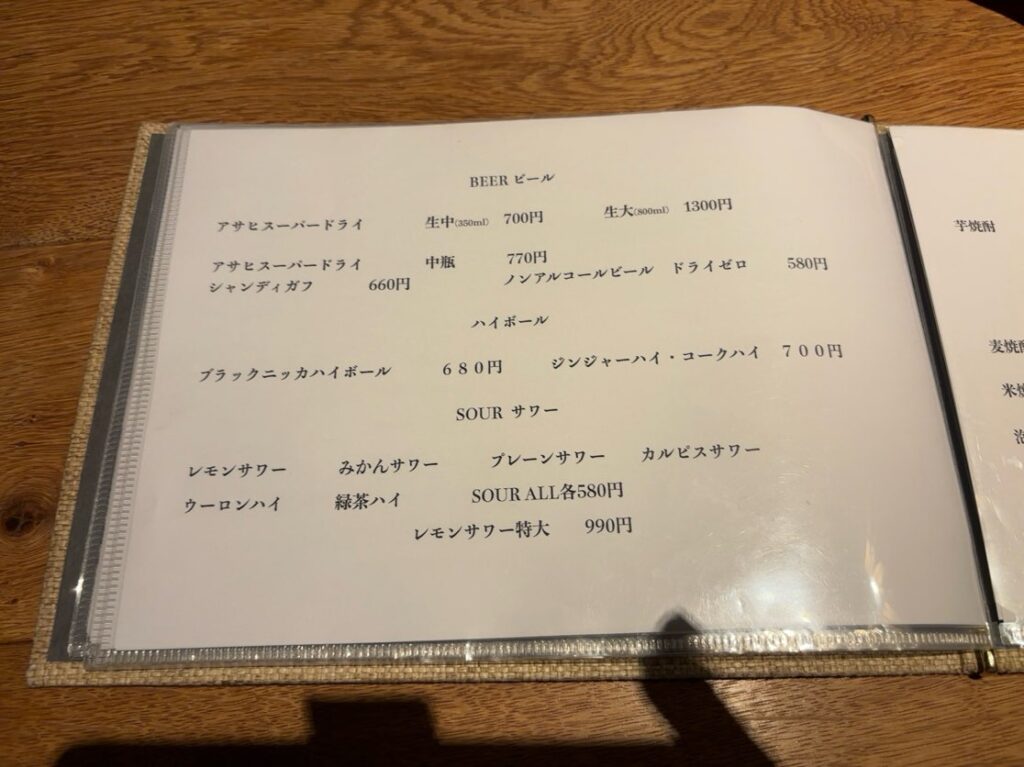 BEER ビール
アサヒスーパードライ 生中(350ml) 700円 生大(800ml) 1300円
アサヒスーパードライ 中瓶 770円
シャンディガフ 660円 ノンアルコールビール ドライゼロ 580円
ハイボール
ブラックニッカハイボール 680円 ジンジャーハイ・コークハイ 700円
SOUR サワー
レモンサワー みかんサワー プレーンサワー カルピスサワー
ウーロンハイ 緑茶ハイ SOUR ALL各580円
レモンサワー特大 990円
芋焼酎
麦焼酎
米焼
泡